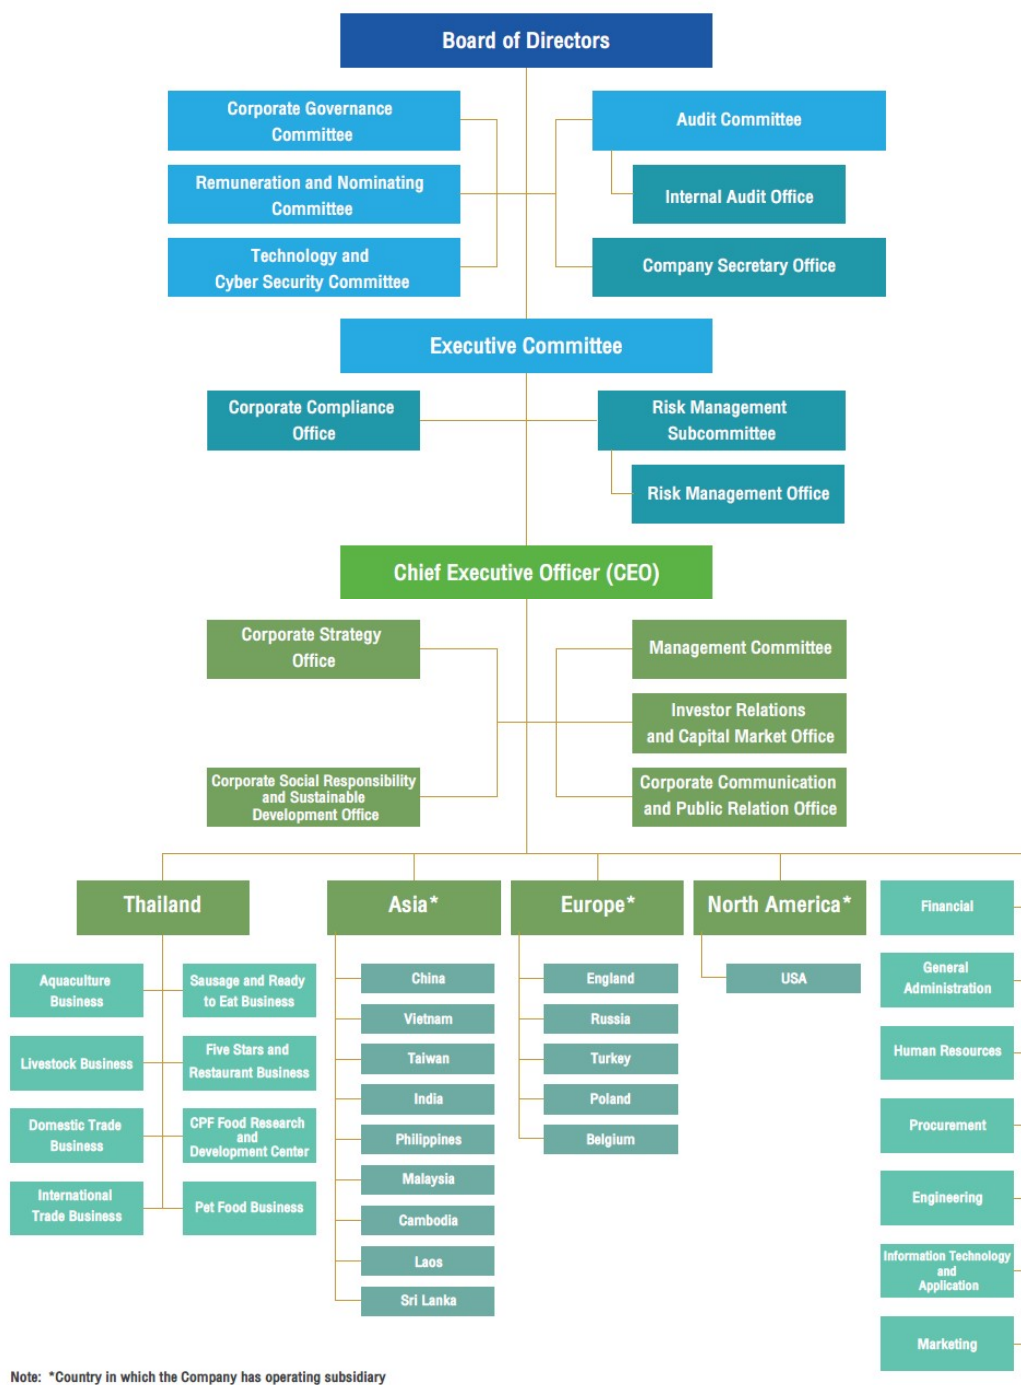 Board of Directors
Corporate Governance
Committee
Audit Committee
Remuneration and Nominating
Committee
Internal Audit Office
Technology and
Cyber Security Committee
Company Secretary Office
Executive Committee
Corporate Compliance
Office
Risk Management
Subcommittee
Risk Management Office
Chief Executive Officer (CEO)
Corporate Strategy
Office
Management Committee
Investor Relations
and Capital Market Office
Corporate Social Responsibility
and Sustainable
Development Office
Corporate Communication
and Public Relation Office
Thailand
Aquaculture
Business
Sausage and Ready
to Eat Business
Livestock Business
Five Stars and
Restaurant Business
Domestic Trade
Business
CPF Food Research
and
Development Center
International
Trade Business
Pet Food Business
Asia*
China
Vietnam
Taiwan
India
Philippines
Malaysia
Cambodia
Laos
Sri Lanka
Europe*
England
Russia
Turkey
Poland
Belgium
North America*
USA
Financial
General
Administration
Human Resources
Procurement
Engineering
Information Technology
and
Application
Marketing
Note: *Country in which the Company has operating subsidiary